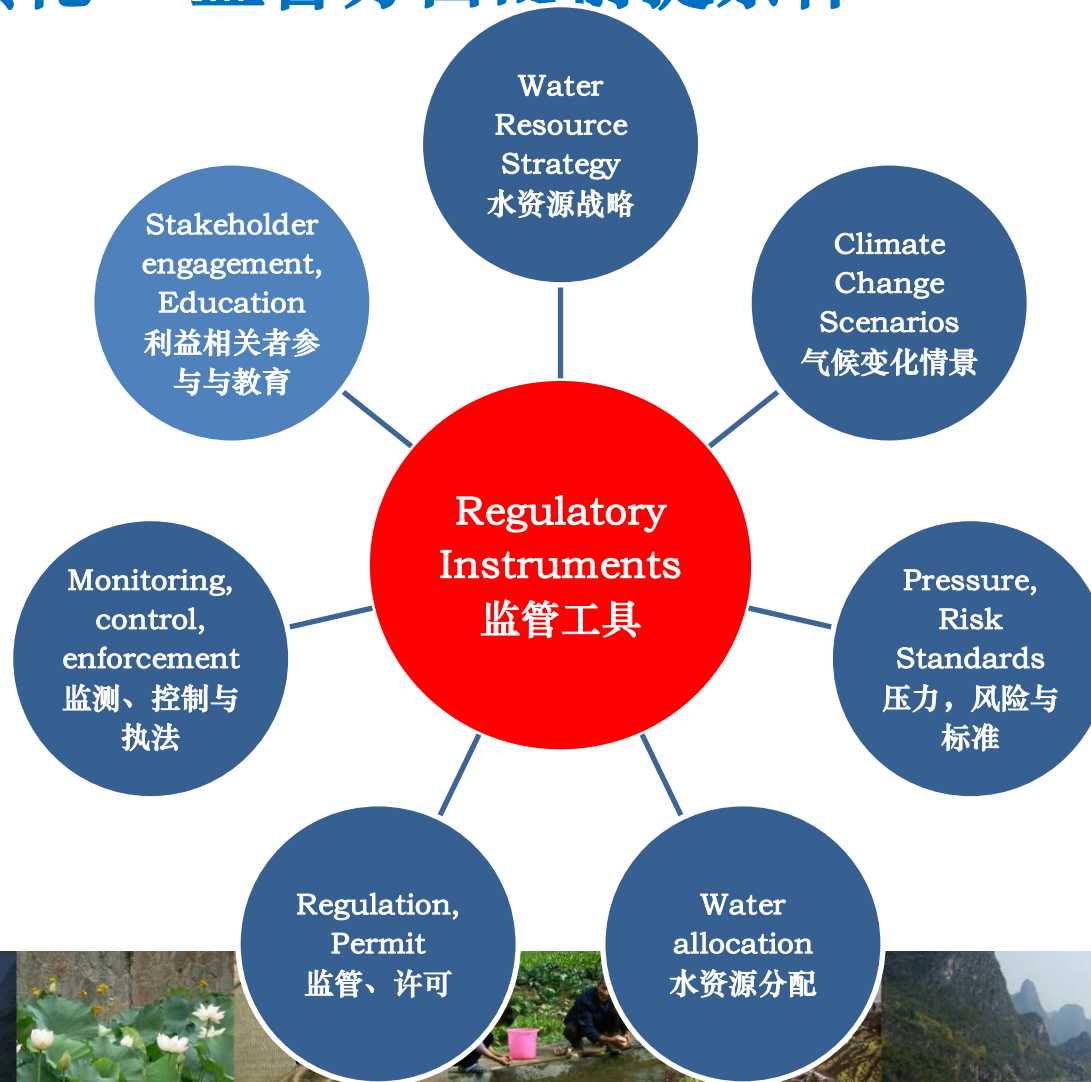 Water
Resource
Strategy
水资源战略
Climate
Change
Scenarios
气候变化情景
Pressure,
Risk
Standards
压力，风险与
标准
Water
allocation
水资源分配
Regulation,
Permit
监管、许可
Monitoring,
control,
enforcement
监测、控制与
执法
Stakeholder
engagement,
Education
利益相关者参
与与教育
Regulatory
Instruments
监管工具